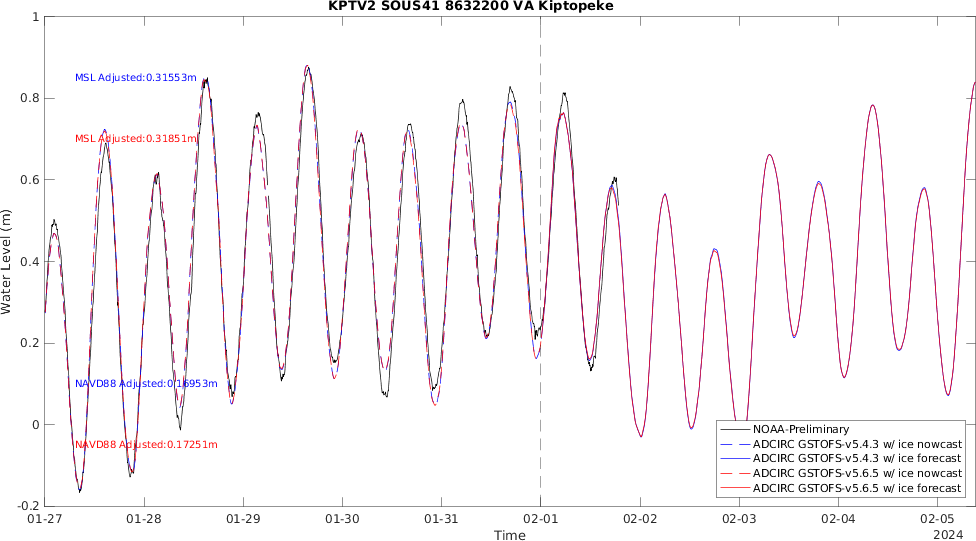 KPTV2 SOUS41 8632200 VA Kiptopeke
1
0.8
0.6
0.4
0.2
0
-0.2
Water Level (m)
MSL Adjusted:0.31553m
MSL Adjusted:0.31851m
NAVD88 Adjusted:0.16953m
NAVD88 Adjusted:0.17251m
NOAA-Preliminary
ADCIRC GSTOFS-v5.4.3 w/ ice nowcast
ADCIRC GSTOFS-v5.4.3 w/ ice forecast
ADCIRC GSTOFS-v5.6.5 w/ ice nowcast
ADCIRC GSTOFS-v5.6.5 w/ ice forecast
01-27 01-28 01-29 01-30 01-31 02-01 02-02 02-03 02-04 02-05
Time
2024